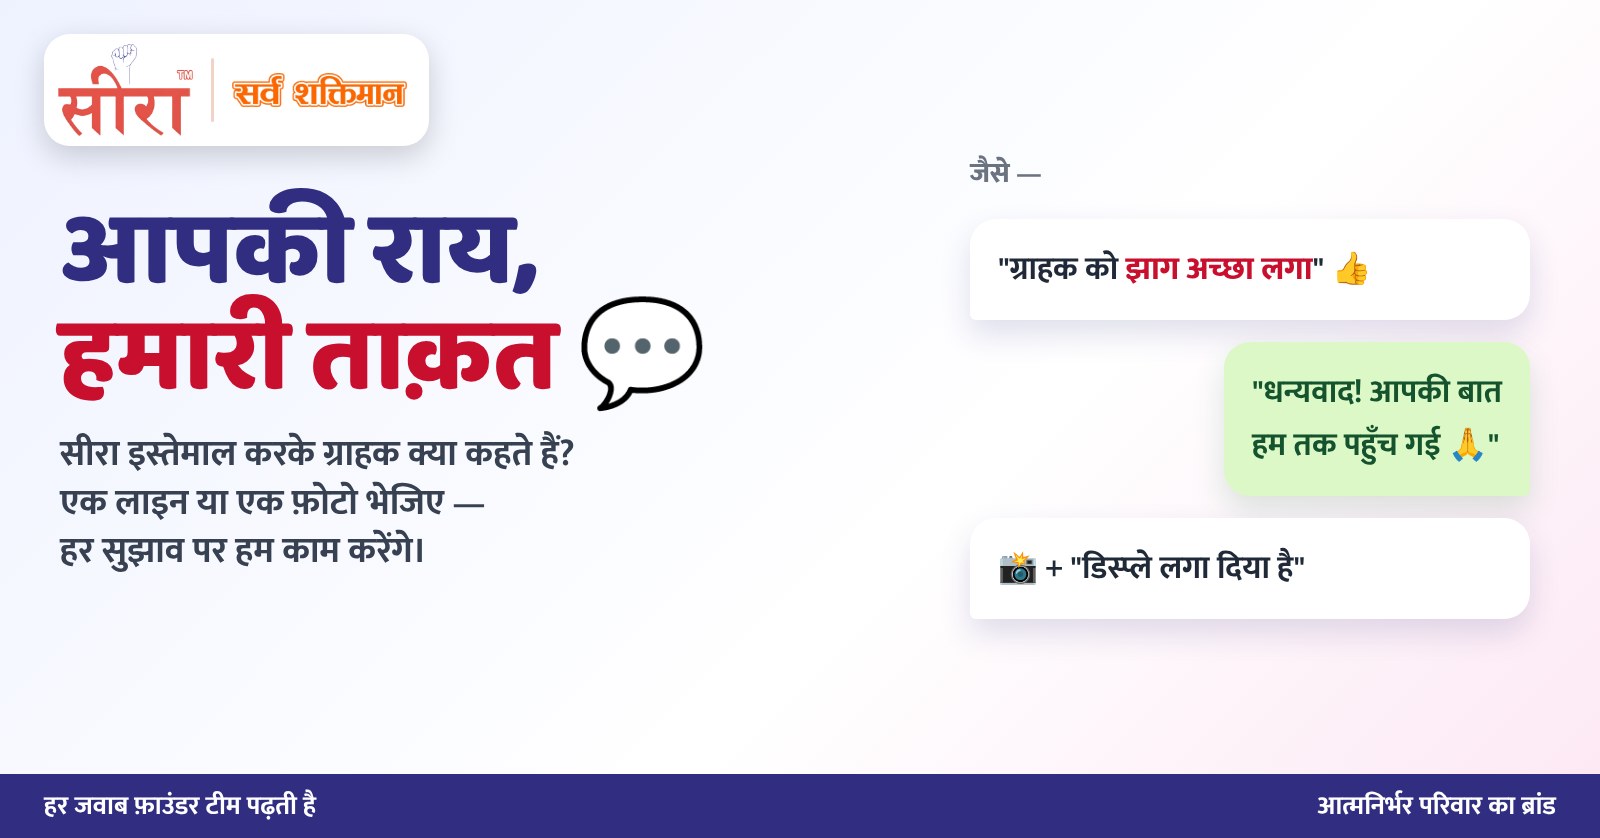 सीरा™
सर्व शक्तिमान
आपकी राय,
हमारी ताक़त
सीरा इस्तेमाल करके ग्राहक क्या कहते हैं?
एक लाइन या एक फ़ोटो भेजिए —
हर सुझाव पर हम काम करेंगे।
जैसे —
"ग्राहक को झाग अच्छा लगा" 👍
"धन्यवाद! आपकी बात
हम तक पहुँच गई 🙏"
📸 + "डिस्प्ले लगा दिया है"
हर जवाब फ़ाउंडर टीम पढ़ती है
आत्मनिर्भर परिवार का ब्रांड